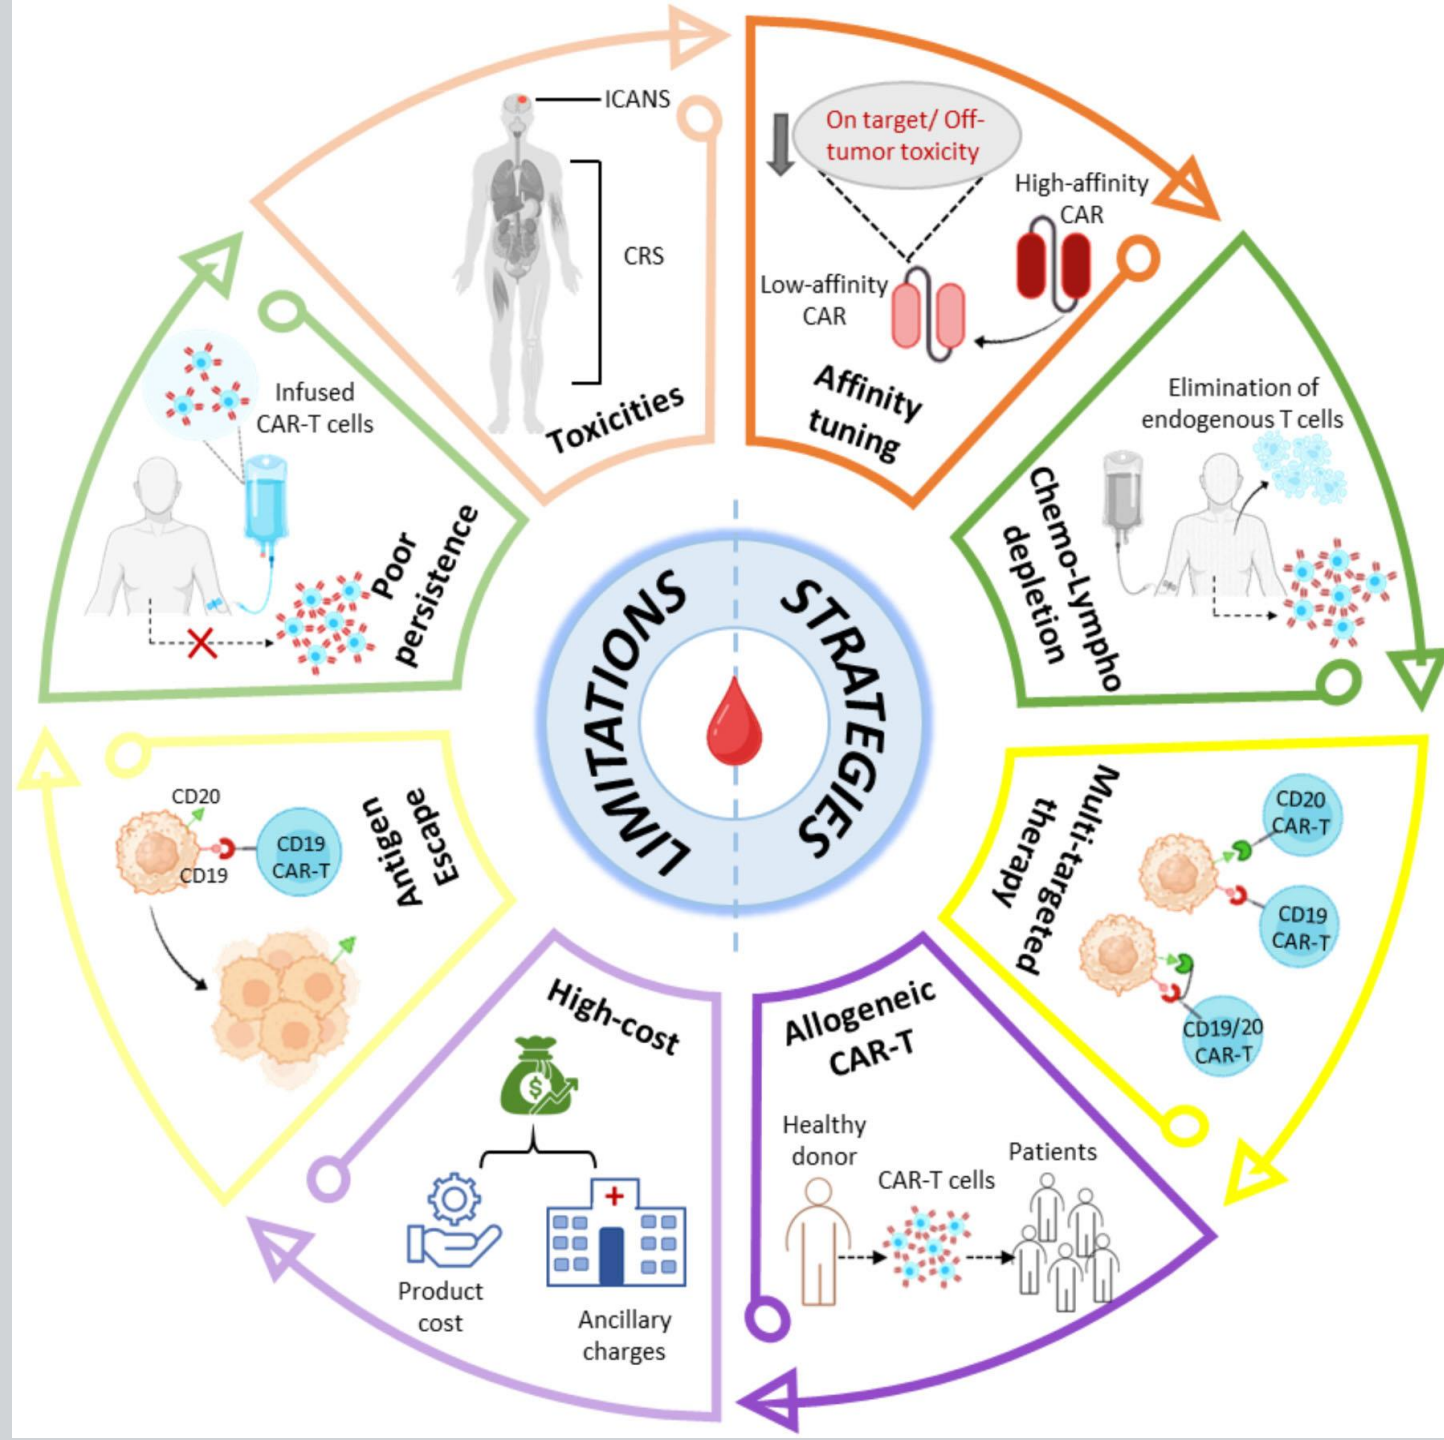 ICANS
CRS
Toxicities
On target/ Off-
tumor toxicity
High-affinity
CAR
Low-affinity
CAR
Affinity
tuning
Elimination of
endogenous T cells
Chemo-Lympho
depletion
CD20
CAR-T
CD19
CAR-T
CD19/20
CAR-T
Multi-targeted
therapy
Allogeneic
CAR-T
Healthy
donor
CAR-T cells
Patients
High-cost
$
Product
cost
Ancillary
charges
CD20
CD19
CD19
CAR-T
Antigen
Escape
Infused
CAR-T cells
Poor
persistence
LIMITATIONS
STRATEGIES